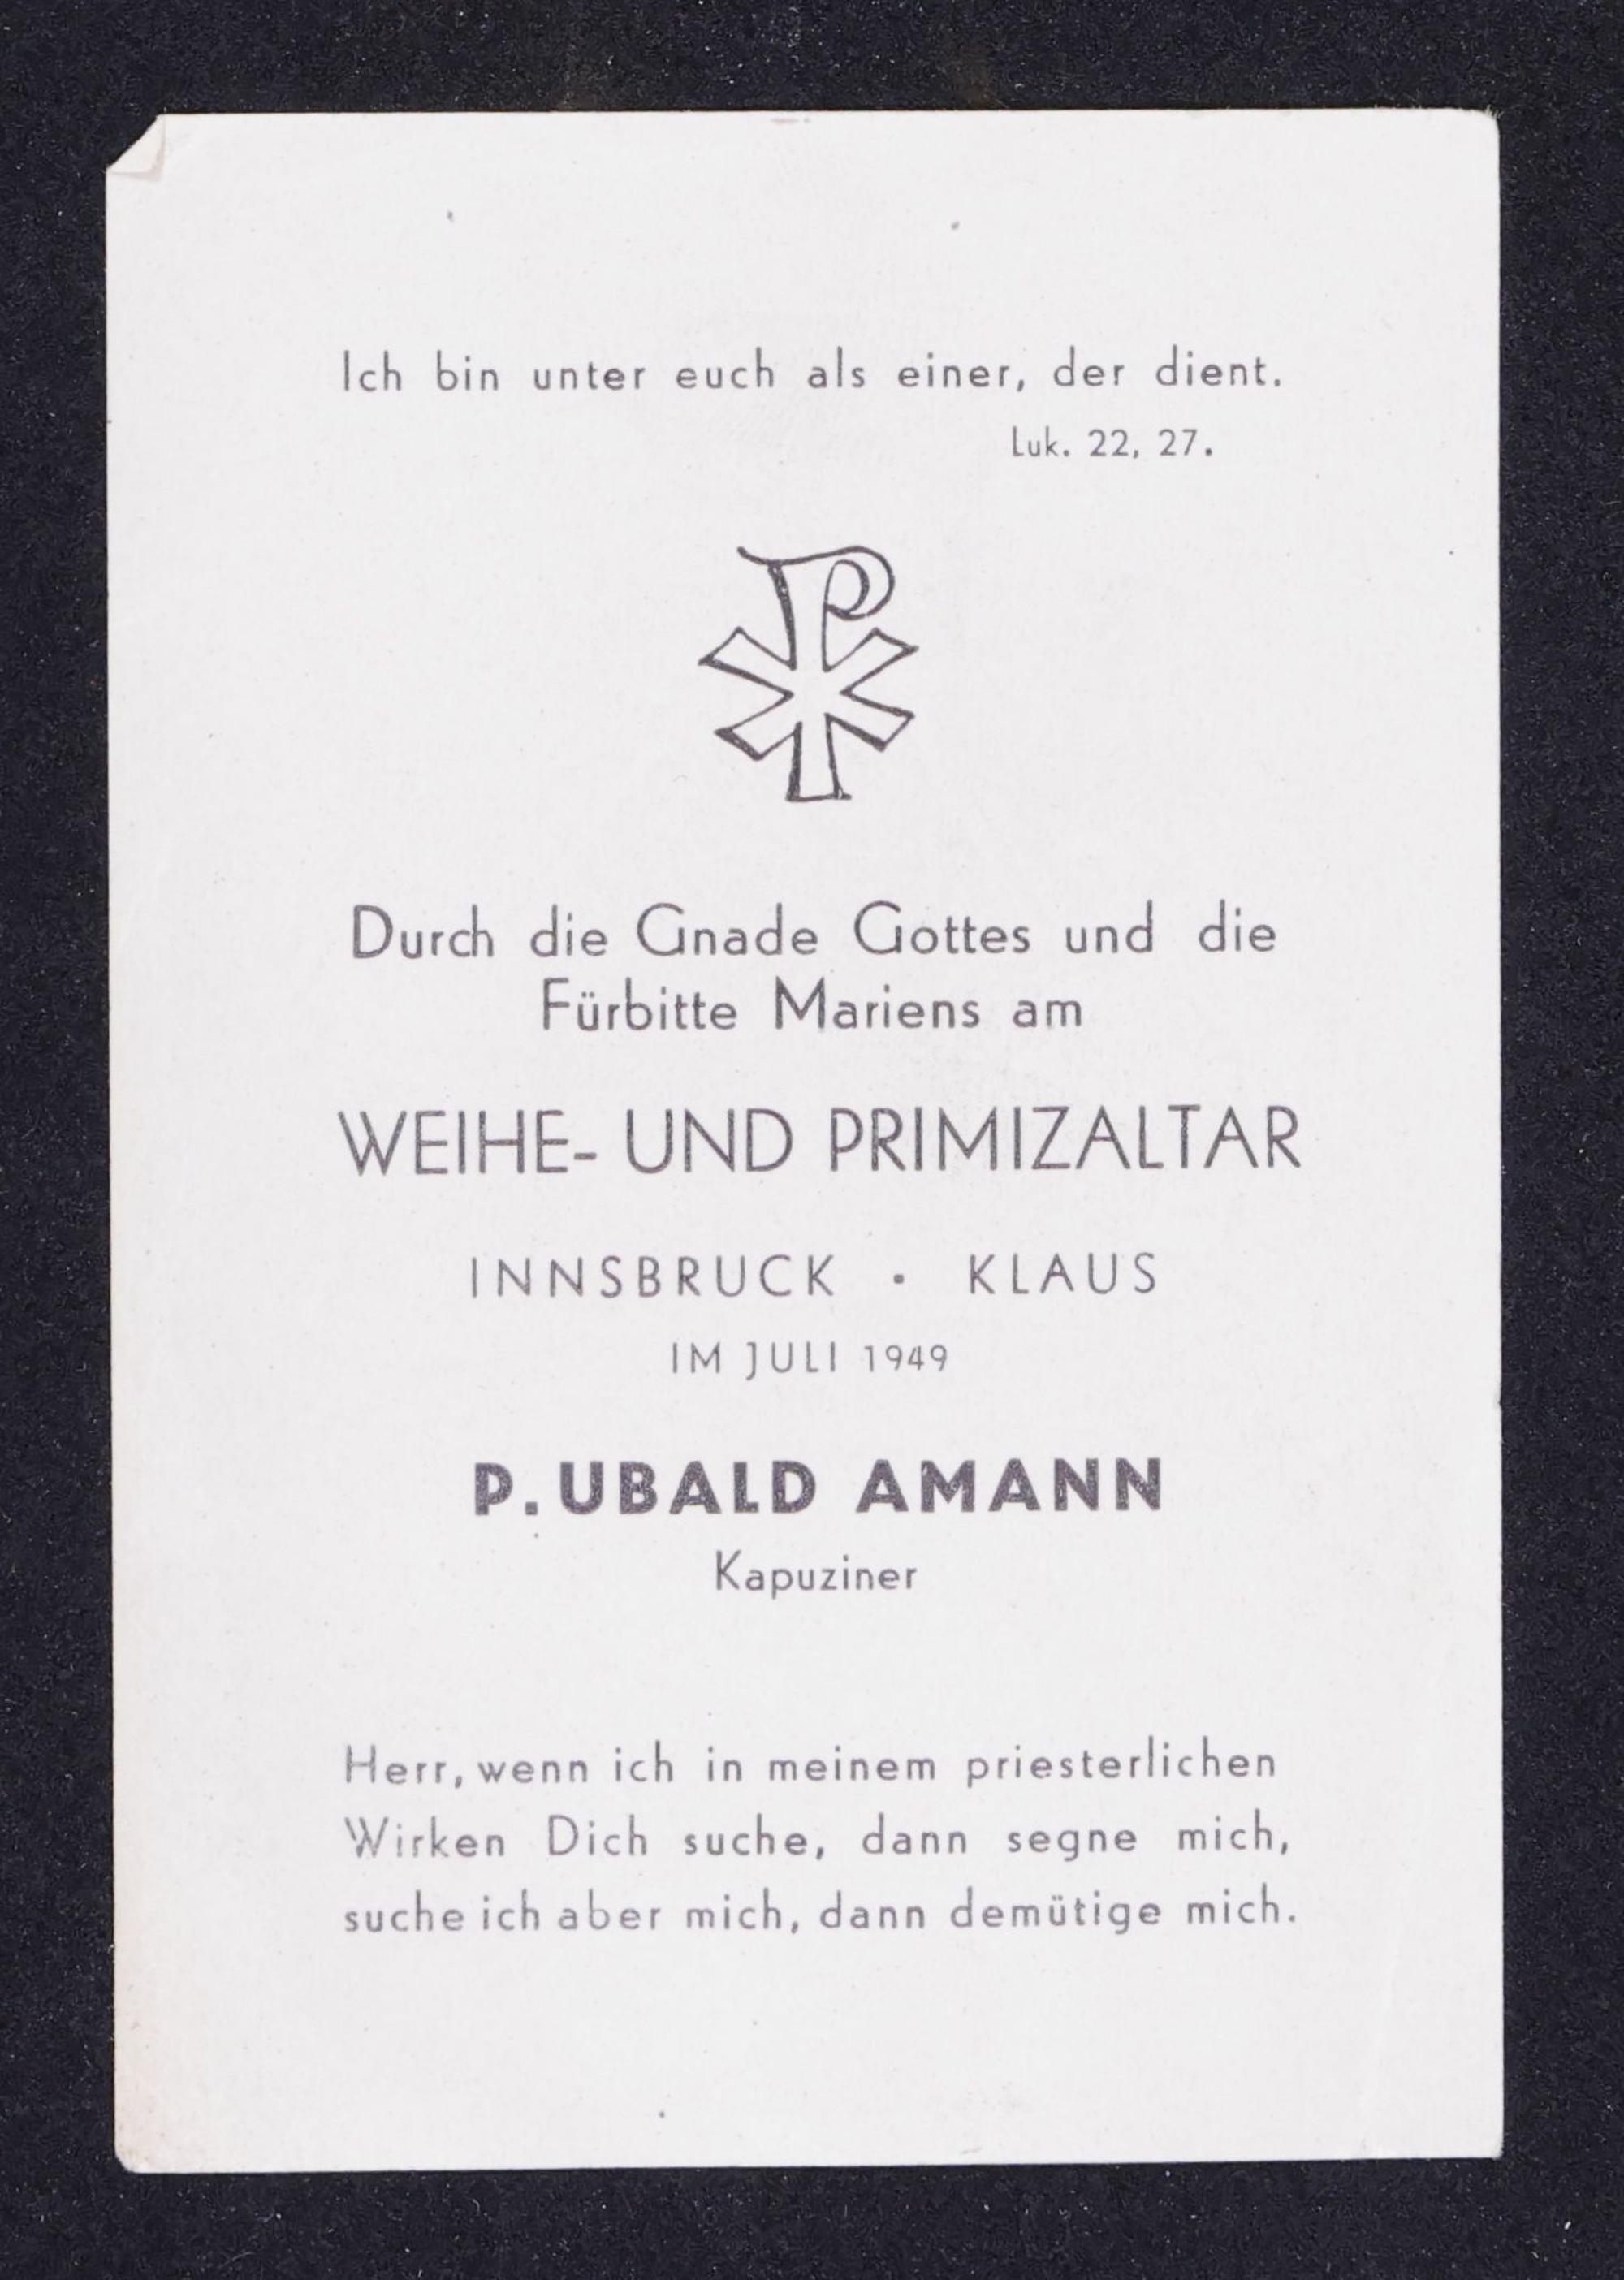 Ich bin unter euch als einer, der dient.
Luk. 22, 27.
Durch die Gnade Gottes und die
Fürbitte Mariens am
WEIHE- UND PRIMIZALTAR
INNSBRUCK · KLAUS
IM JULI 1949
P. UBALD AMANN
Kapuziner
Herr, wenn ich in meinem priesterlichen
Wirken Dich suche, dann segne mich,
suche ich aber mich, dann demütige mich.